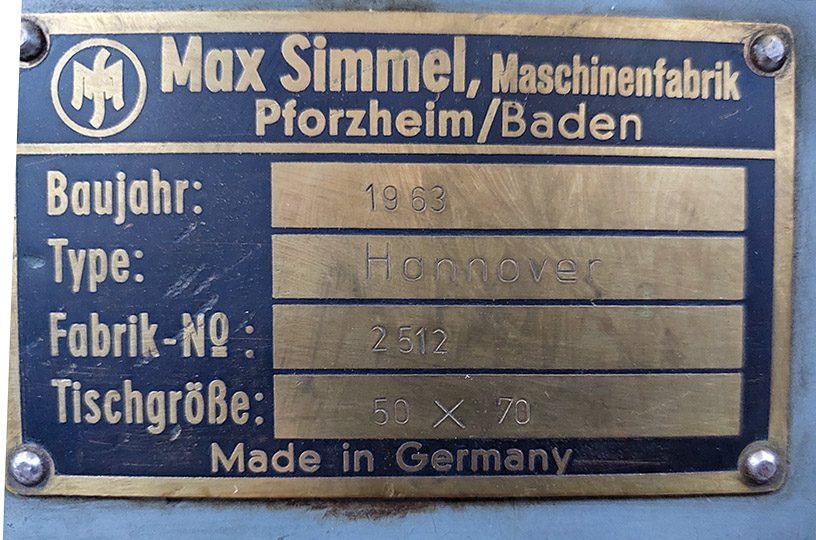 Max Simmel, Maschinenfabrik
Pforzheim/Baden
Baujahr: 1963
Type: Hannover
Fabrik-Nº: 2512
Tischgröße: 50 X 70
Made in Germany